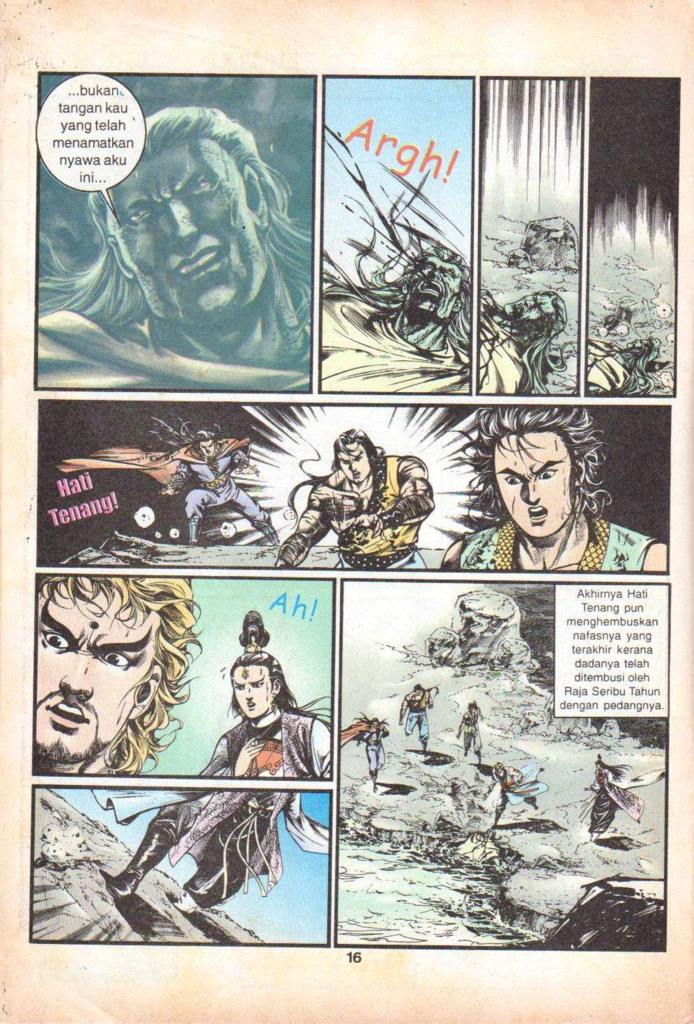 ...bukan
tangan kau
yang telah
menamatkan
nyawa aku
ini...
Argh!
Hati
Tenang!
Ah!
Akhirnya Hati
Tenang pun
menghembuskan
nafasnya yang
terakhir kerana
dadanya telah
ditembusi oleh
Raja Seribu Tahun
dengan pedangnya.
16